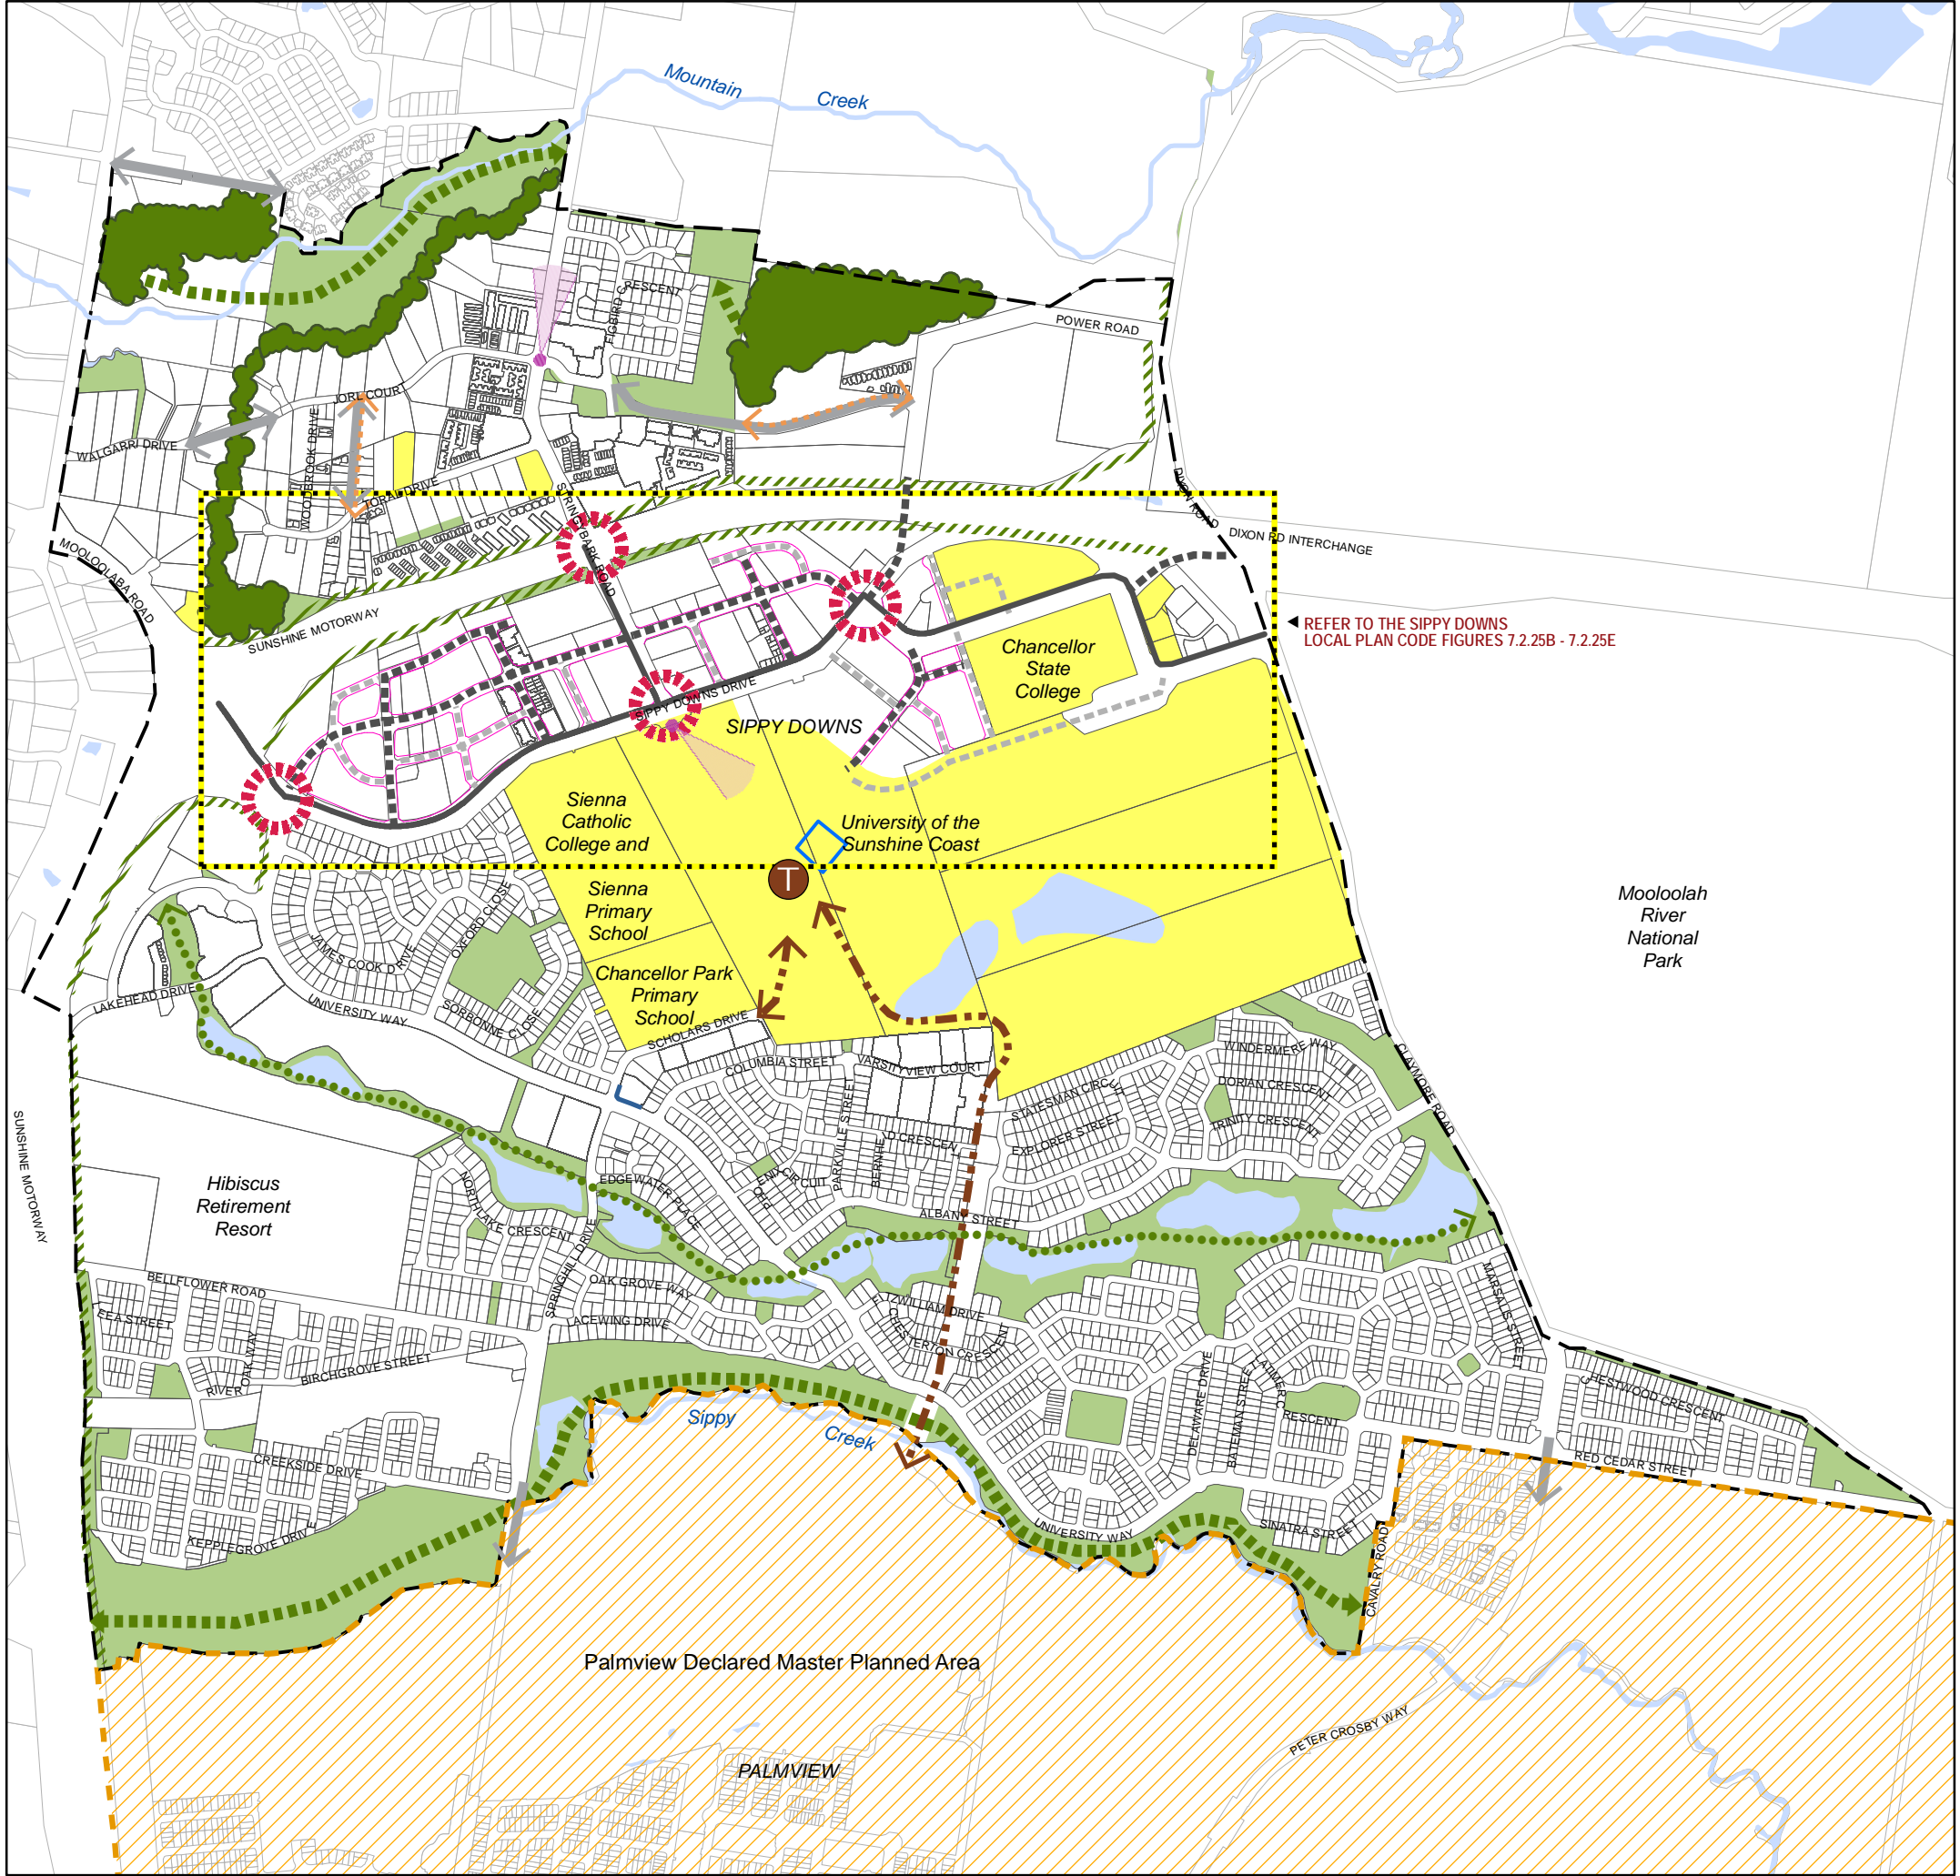 Mountain
Creek
CRESCENT
FIGBIRD
POWER ROAD
JORL COURT
WOODEROOK DRIVE
WALGARRI DRIVE
TORAL DRIVE
STRINGYBARK ROAD
DIXON ROAD
DIXON RD INTERCHANGE
MOOLOOLABA ROAD
SUNSHINE MOTORWAY
REFER TO THE SIPPY DOWNS
LOCAL PLAN CODE FIGURES 7.2.25B - 7.2.25E
Chancellor
State
College
SIPPY DOWNS DRIVE
SIPPY DOWNS
Sienna
Catholic
College and
University of the
Sunshine Coast
T
Sienna
Primary
School
Mooloolah
River
National
Park
OXFORD CLOSE
JAMES COOK DRIVE
Chancellor Park
Primary
School
LAKEHEAD DRIVE
UNIVERSITY WAY
SORBONNE CLOSE
SCHOLARS DRIVE
COLUMBIA STREET
VARSITYVIEW COURT
WINDERMERE WAY
DORIAN CRESCENT
TRINITY CRESCENT
CLAYMORE ROAD
STATESMAN CIRCUIT
EXPLORER STREET
PARKVILLE STREET
SUNSHINE MOTORWAY
Hibiscus
Retirement
Resort
EDGEWATER PLACE
ALBANY STREET
NORTHLAKE CRESCENT
SPRINGHILL DRIVE
BELLFLOWER ROAD
OAK GROVE WAY
LACEWING DRIVE
CHESTERTON CRESCENT
MARSALIS STREET
BIRCHGROVE STREET
RIVER OAK WAY
DELAWARE DRIVE
BATEMAN STREET
LATIMER CRESCENT
CHESTWOOD CRESCENT
Sippy
Creek
CREEKSIDE DRIVE
RED CEDAR STREET
KEPPLEGROVE DRIVE
UNIVERSITY WAY
SINATRA STREET
CAVALRY ROAD
Palmview Declared Master Planned Area
PETER CROSBY WAY
PALMVIEW